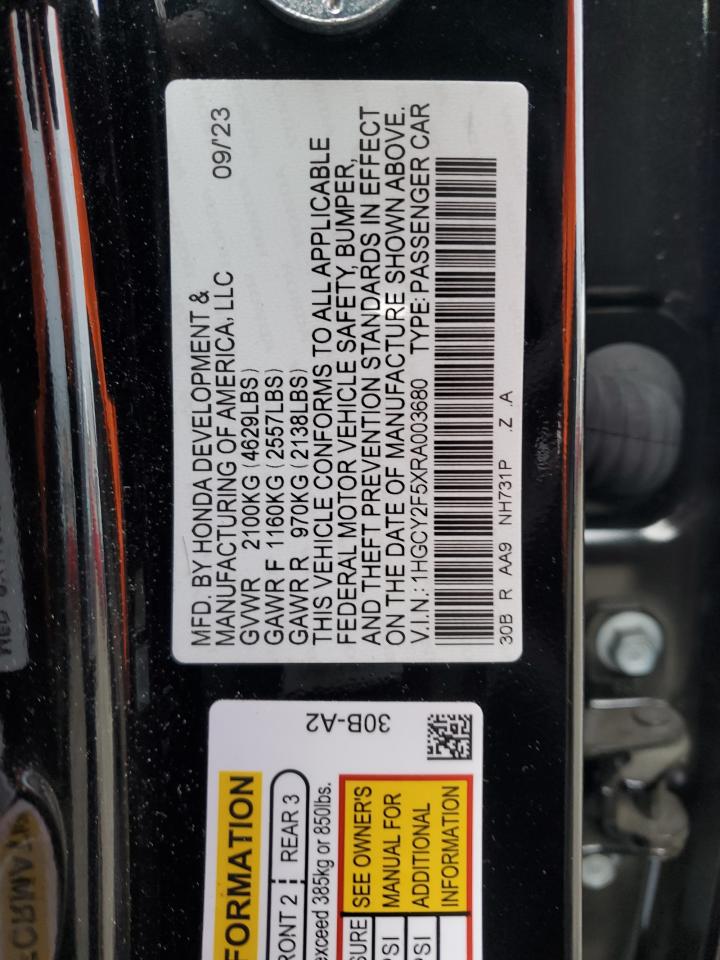 MFD. BY HONDA DEVELOPMENT &
MANUFACTURING OF AMERICA, LLC 09/'23
GVWR 2100KG (4629LBS)
GAWR F 1160KG (2557LBS)
GAWR R 970KG (2138LBS)
THIS VEHICLE CONFORMS TO ALL APPLICABLE
FEDERAL MOTOR VEHICLE SAFETY, BUMPER,
AND THEFT PREVENTION STANDARDS IN EFFECT
ON THE DATE OF MANUFACTURE SHOWN ABOVE.
V.I.N.: 1HGCY2F5XRA003680 TYPE: PASSENGER CAR
30B R AA9 NH731P .Z .A
30B-A2
FORMATION
RONT 2 REAR 3
exceed 385kg or 850lbs.
SURE SEE OWNER'S
PSI MANUAL FOR
PSI ADDITIONAL
INFORMATION